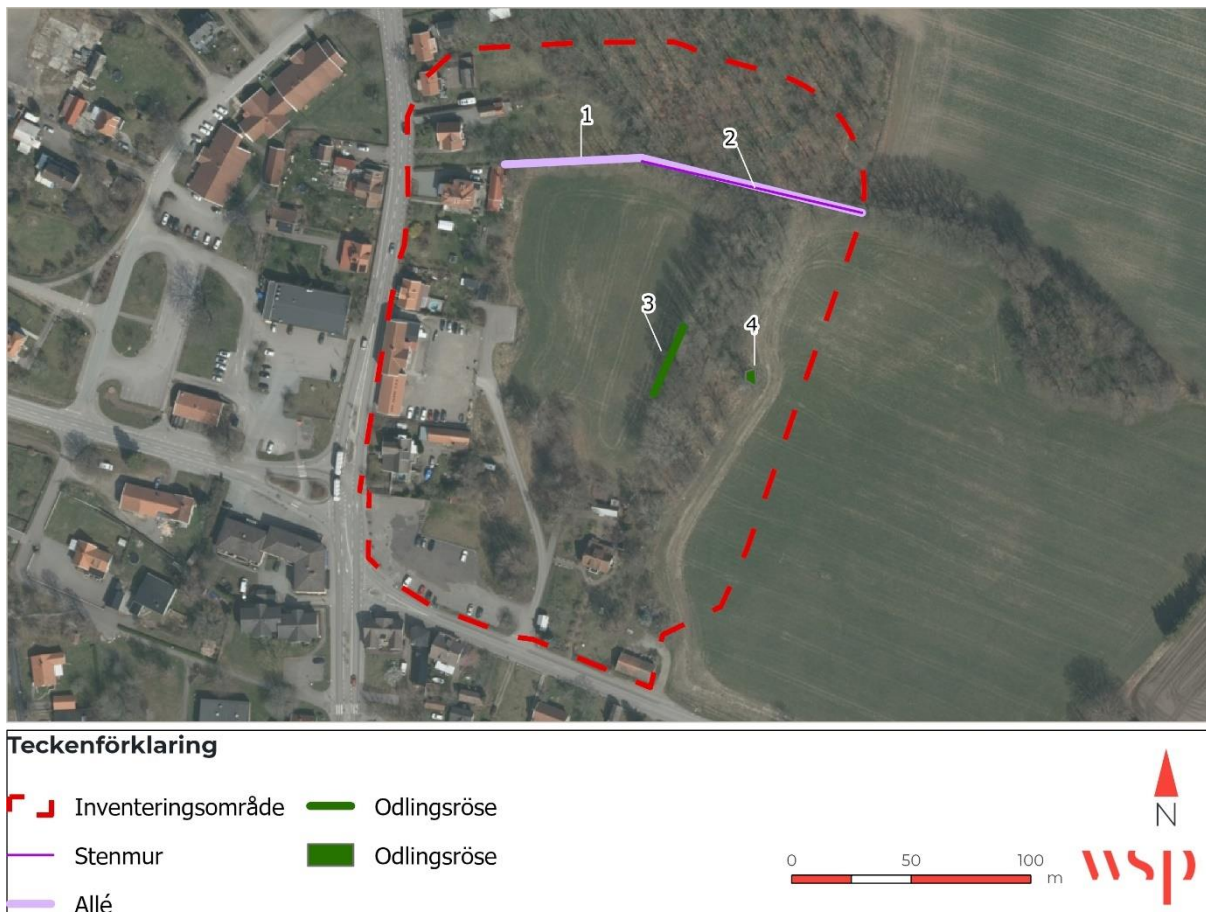 1
2
3
4
Teckenförklaring
Inventeringsområde
Odlingsröse
Stenmur
Odlingsröse
Allé
N
0 50 100
m
wsp